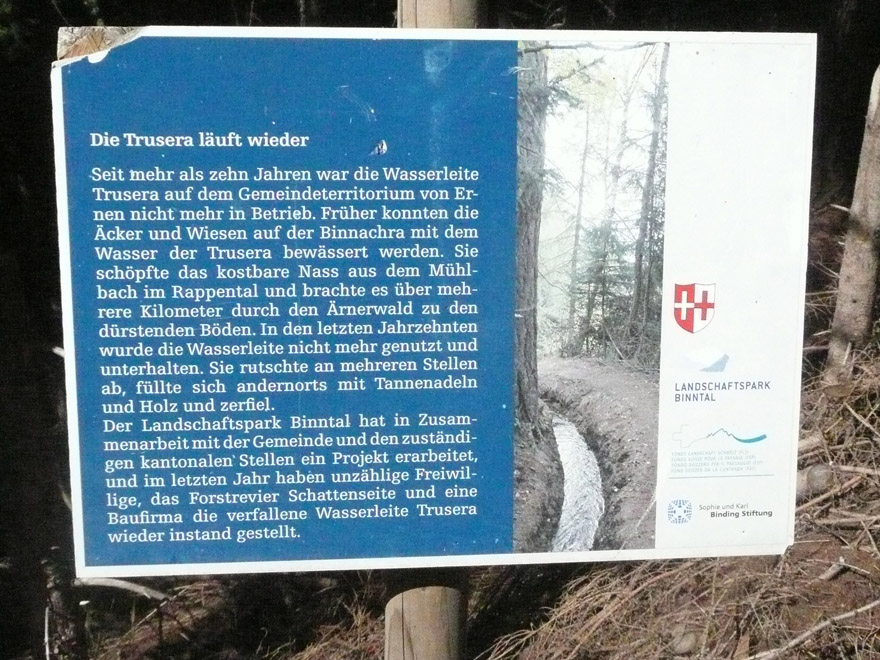 Die Trusera läuft wieder
Seit mehr als zehn Jahren war die Wasserleite
Trusera auf dem Gemeindeterritorium von Er-
nen nicht mehr in Betrieb. Früher konnten die
Äcker und Wiesen auf der Binnachra mit dem
Wasser der Trusera bewässert werden. Sie
schöpfte das kostbare Nass aus dem Mühl-
bach im Rappental und brachte es über meh-
rere Kilometer durch den Ärnerwald zu den
dürstenden Böden. In den letzten Jahrzehnten
wurde die Wasserleite nicht mehr genutzt und
unterhalten. Sie rutschte an mehreren Stellen
ab, füllte sich andernorts mit Tannenadeln
und Holz und zerfiel.
Der Landschaftspark Binntal hat in Zusam-
menarbeit mit der Gemeinde und den zuständi-
gen kantonalen Stellen ein Projekt erarbeitet,
und im letzten Jahr haben unzählige Freiwil-
lige, das Forstrevier Schattenseite und eine
Baufirma die verfallene Wasserleite Trusera
wieder instand gestellt.
LANDSCHAFTSPARK
BINNTAL
Sophie und Karl
Binding Stiftung